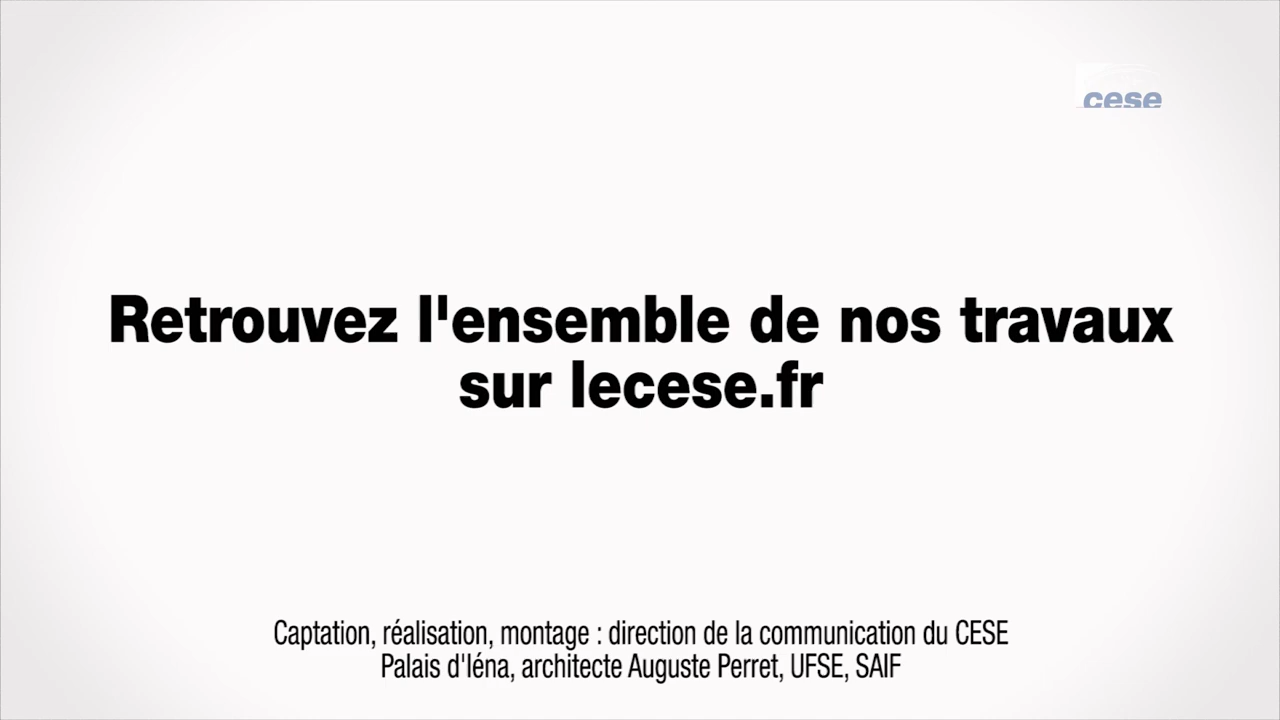 cese
Retrouvez l'ensemble de nos travaux
sur lecese.fr
Captation, réalisation, montage : direction de la communication du CESE
Palais d'Iéna, architecte Auguste Perret, UFSE, SAIF